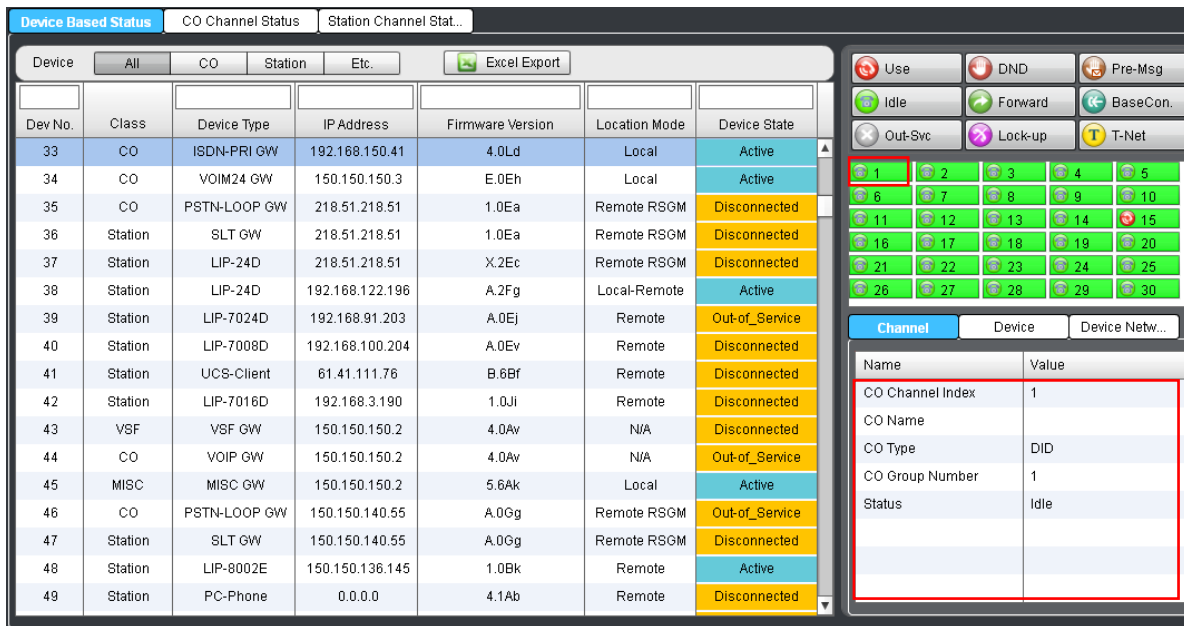 Device Based Status CO Channel Status Station Channel Stat...
Device All CO Station Etc. Excel Export
Dev No. Class Device Type IP Address Firmware Version Location Mode Device State
33 CO ISDN-PRI GW 192.168.150.41 4.0Ld Local Active
34 CO VOIM24 GW 150.150.150.3 E.0Eh Local Active
35 CO PSTN-LOOP GW 218.51.218.51 1.0Ea Remote RSGM Disconnected
36 Station SLT GW 218.51.218.51 1.0Ea Remote RSGM Disconnected
37 Station LIP-24D 218.51.218.51 X.2Ec Remote RSGM Disconnected
38 Station LIP-24D 192.168.122.196 A.2Fg Local-Remote Active
39 Station LIP-7024D 192.168.91.203 A.0Ej Remote Out-of_Service
40 Station LIP-7008D 192.168.100.204 A.0Ev Remote Disconnected
41 Station UCS-Client 61.41.111.76 B.6Bf Remote Disconnected
42 Station LIP-7016D 192.168.3.190 1.0Ji Remote Disconnected
43 VSF VSF GW 150.150.150.2 4.0Av N/A Disconnected
44 CO VOIP GW 150.150.150.2 4.0Av N/A Out-of_Service
45 MISC MISC GW 150.150.150.2 5.6Ak Local Active
46 CO PSTN-LOOP GW 150.150.140.55 A.0Gg Remote RSGM Out-of_Service
47 Station SLT GW 150.150.140.55 A.0Gg Remote RSGM Disconnected
48 Station LIP-8002E 150.150.136.145 1.0Bk Remote Active
49 Station PC-Phone 0.0.0.0 4.1Ab Remote Disconnected
Use DND Pre-Msg
Idle Forward BaseCon.
Out-Svc Lock-up T T-Net
1 2 3 4 5
6 7 8 9 10
11 12 13 14 15
16 17 18 19 20
21 22 23 24 25
26 27 28 29 30
Channel Device Device Netw...
Name Value
CO Channel Index 1
CO Name
CO Type DID
CO Group Number 1
Status Idle